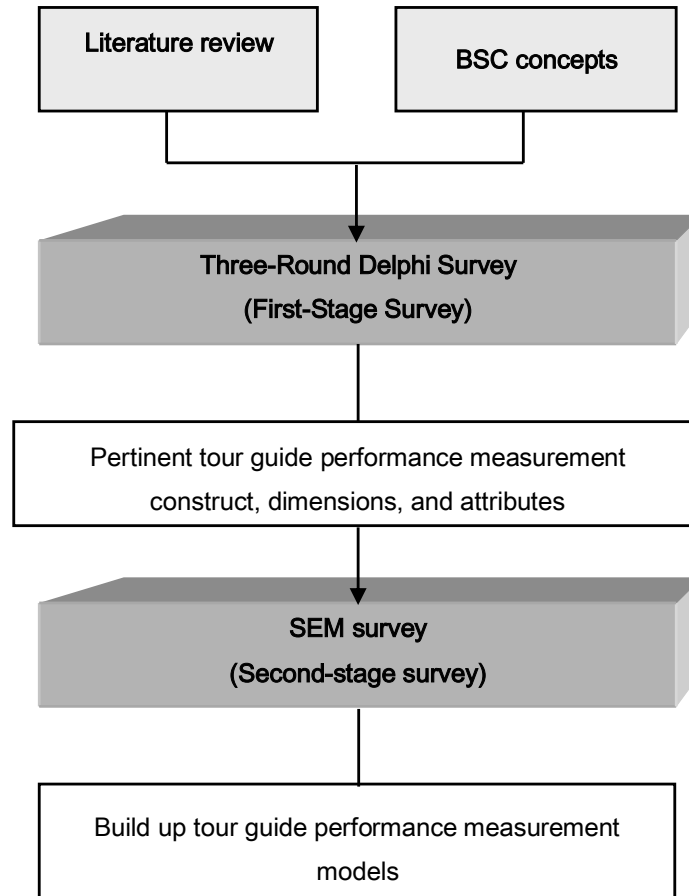 Literature review
BSC concepts
Three-Round Delphi Survey
(First-Stage Survey)
Pertinent tour guide performance measurement
construct, dimensions, and attributes
SEM survey
(Second-stage survey)
Build up tour guide performance measurement
models